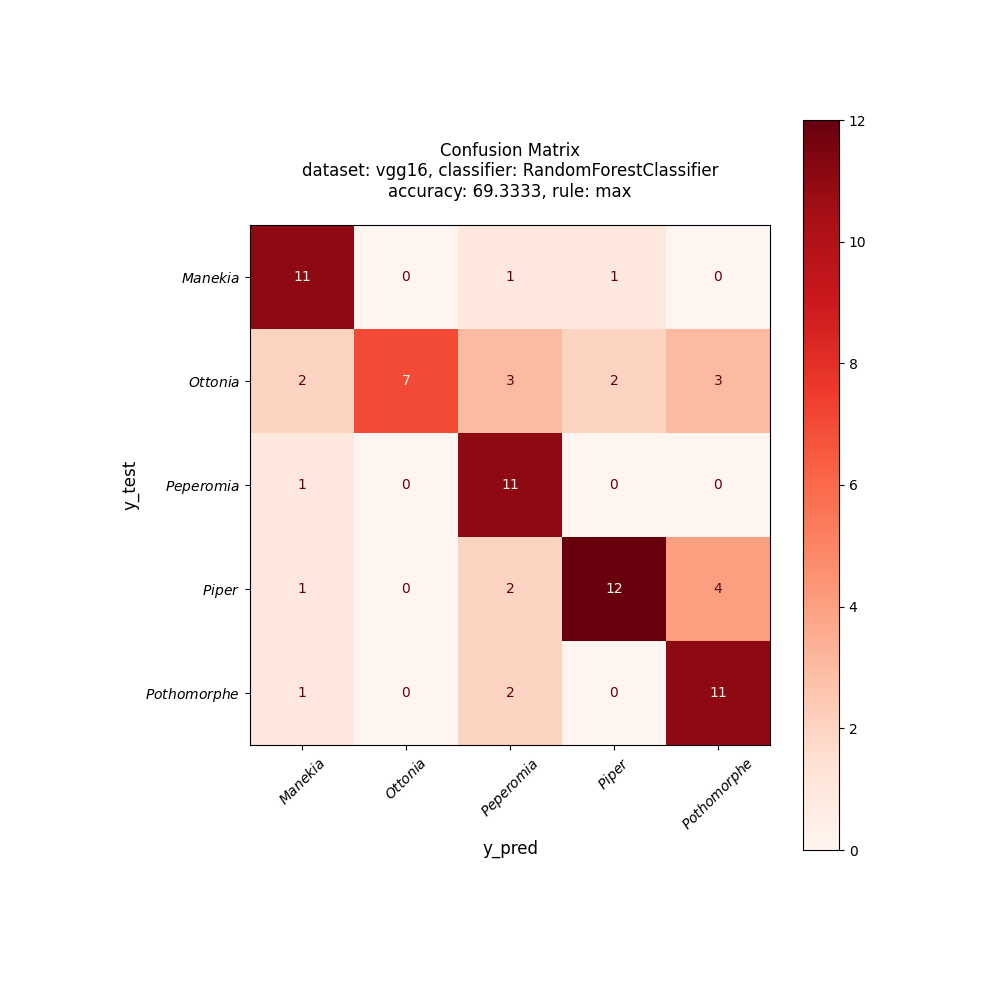 Confusion Matrix
dataset: vgg16, classifier: RandomForestClassifier
accuracy: 69.3333, rule: max
Manekia 11 0 1 1 0
Ottonia 2 7 3 2 3
Peperomia 1 0 11 0 0
Piper 1 0 2 12 4
Pothomorphe 1 0 2 0 11
Manekia Ottonia Peperomia Piper Pothomorphe
y_pred
y_test
12
10
8
6
4
2
0